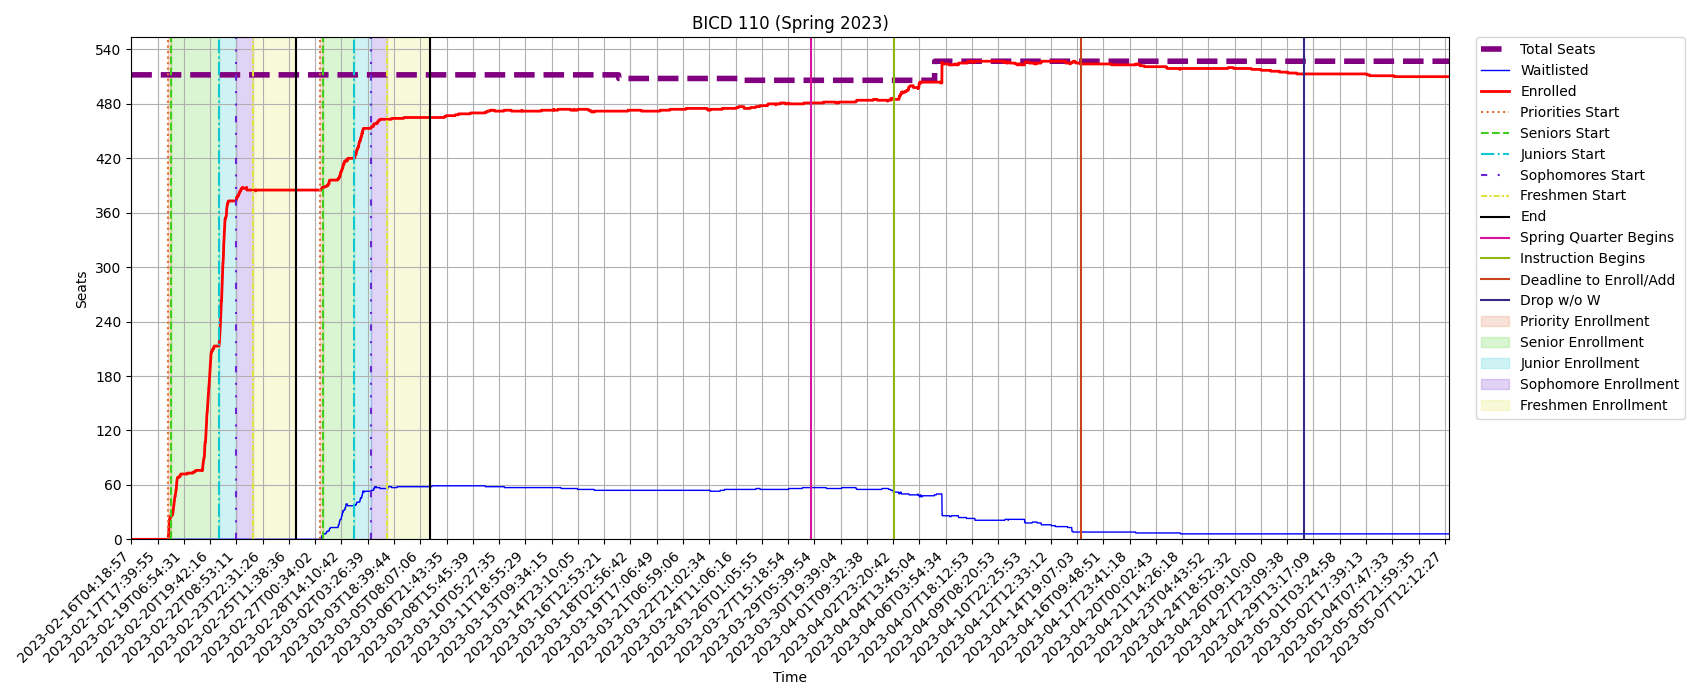 BICD 110 (Spring 2023)
Seats
540
480
420
360
300
240
180
120
60
0
2023-02-16T04:18:57
2023-02-17T17:39:55
2023-02-19T06:54:31
2023-02-20T19:42:16
2023-02-22T08:53:11
2023-02-23T22:31:26
2023-02-25T11:38:36
2023-02-27T00:34:02
2023-02-28T14:10:42
2023-03-02T03:26:39
2023-03-03T18:39:44
2023-03-05T08:07:06
2023-03-06T21:43:35
2023-03-08T15:45:39
2023-03-10T05:27:35
2023-03-11T18:55:29
2023-03-13T09:34:15
2023-03-14T23:10:05
2023-03-16T12:53:21
2023-03-18T02:56:42
2023-03-19T17:06:49
2023-03-21T06:59:06
2023-03-22T21:02:34
2023-03-24T11:06:16
2023-03-26T01:05:55
2023-03-27T15:18:54
2023-03-29T05:39:54
2023-03-30T19:39:04
2023-04-01T09:32:38
2023-04-02T23:20:42
2023-04-04T13:45:04
2023-04-06T03:54:34
2023-04-07T18:12:53
2023-04-09T08:20:53
2023-04-10T22:25:53
2023-04-12T12:33:12
2023-04-14T19:07:03
2023-04-16T09:48:51
2023-04-17T23:41:18
2023-04-20T00:02:43
2023-04-21T14:26:18
2023-04-23T04:43:52
2023-04-24T18:52:32
2023-04-26T09:10:00
2023-04-27T23:09:38
2023-04-29T13:17:09
2023-05-01T03:24:58
2023-05-02T17:39:13
2023-05-04T07:47:33
2023-05-05T21:59:35
2023-05-07T12:12:27
Time
Total Seats
Waitlisted
Enrolled
Priorities Start
Seniors Start
Juniors Start
Sophomores Start
Freshmen Start
End
Spring Quarter Begins
Instruction Begins
Deadline to Enroll/Add
Drop w/o W
Priority Enrollment
Senior Enrollment
Junior Enrollment
Sophomore Enrollment
Freshmen Enrollment